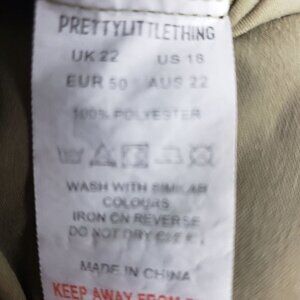 PRETTYLITTLETHING
UK 22 US 18
EUR 50 AUS 22
100% POLYESTER
WASH WITH SIMILAR
COLOURS
IRON ON REVERSE
DO NOT DRY
MADE IN CHINA
KEEP AWAY FROM